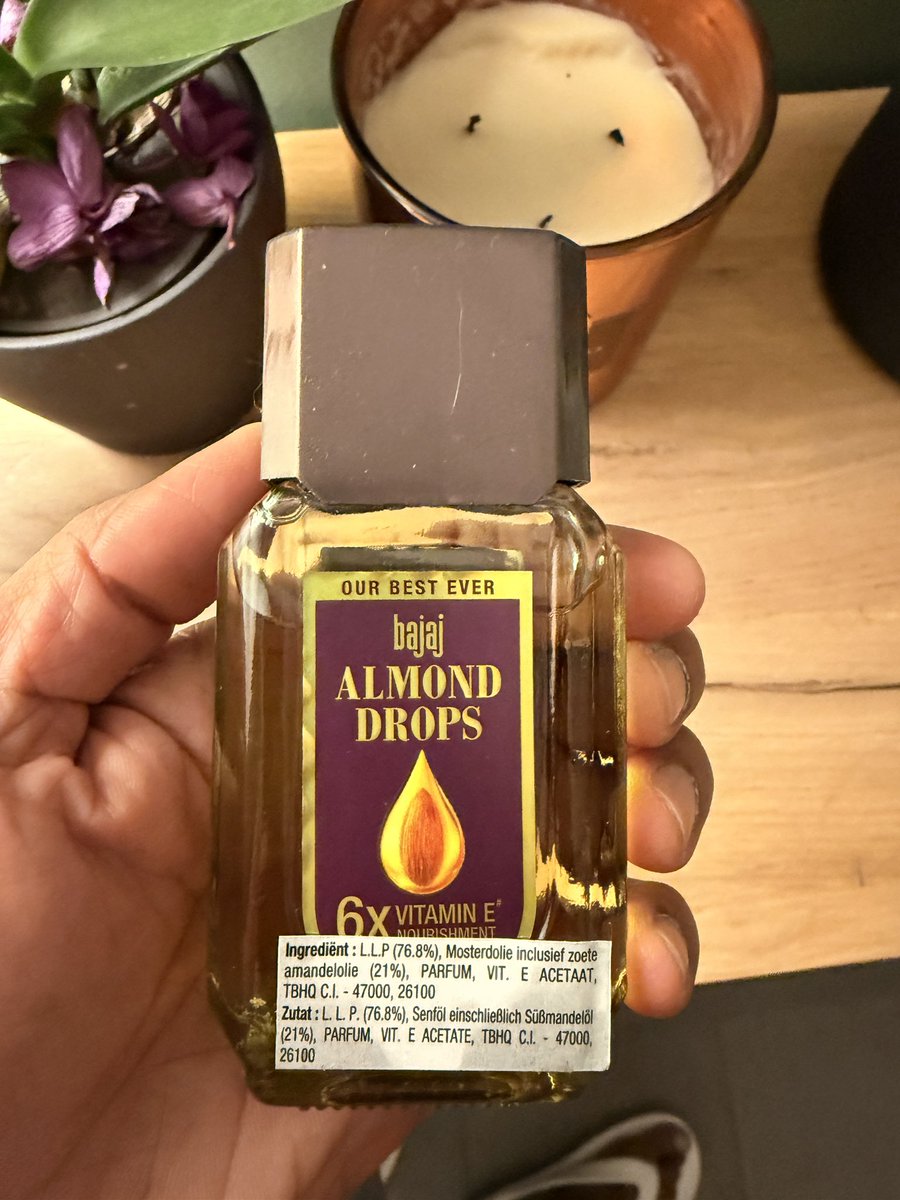 OUR BEST EVER
bajaj
ALMOND
DROPS
6x VITAMIN E#
NOURISHMENT
Ingrediënt : L.L.P (76.8%), Mosterdolie inclusief zoete
amandelolie (21%), PARFUM, VIT. E ACETAAT,
TBHQ C.I. - 47000, 26100
Zutat : L. L. P. (76.8%), Senföl einschließlich Süßmandelöl
(21%), PARFUM, VIT. E ACETATE, TBHQ C.I. - 47000,
26100